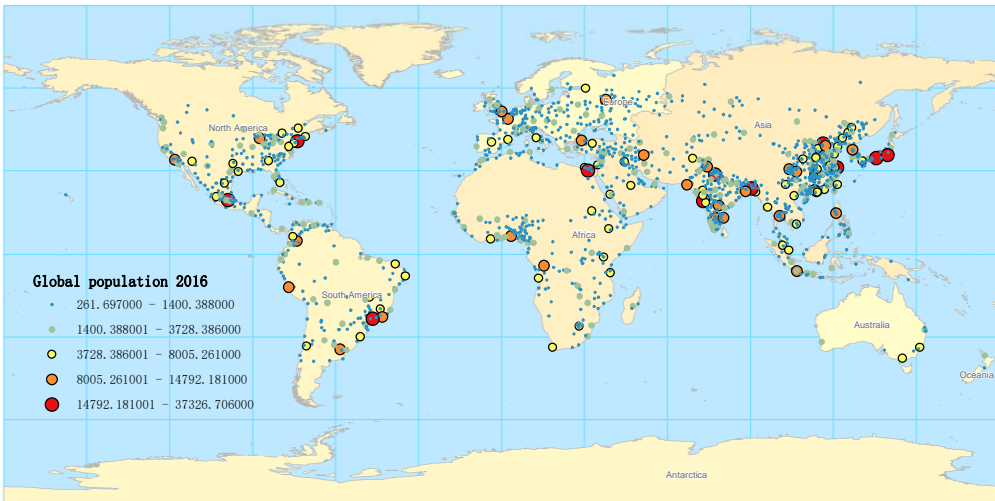 Europe
North America
Asia
Africa
Global population 2016
South America
261.697000 - 1400.388000
1400.388001 - 3728.386000
Australia
3728.386001 - 8005.261000
8005.261001 - 14792.181000
Oceania
14792.181001 - 37326.706000
Antarctica